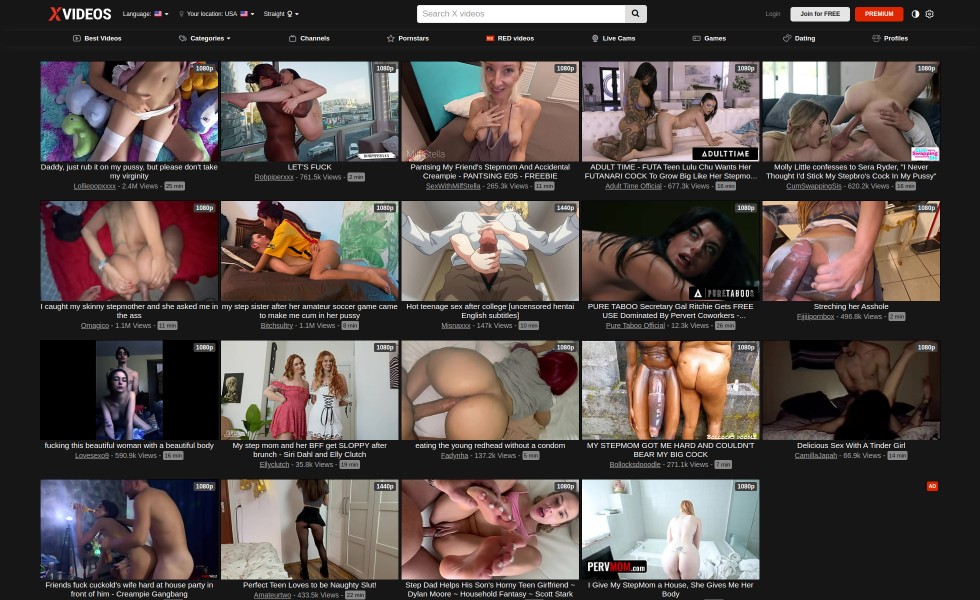 XVIDEOS
Language:
Your location: USA
Straight
Search X videos
Login
Join for FREE
PREMIUM
Best Videos
Categories
Channels
Pornstars
RED videos
Live Cams
Games
Dating
Profiles
1080p
Daddy, just rub it on my pussy, but please don't take
my virginity
Lolliepopxxxx - 2.4M Views - 25 min
1080p
LET'S FUCK
Robpiperxxx - 761.5k Views - 2 min
1080p
Pantsing My Friend's Stepmom And Accidental
Creampie - PANTSING E05 - FREEBIE
SexWithMilfStella - 265.3k Views - 11 min
1080p
ADULT TIME
ADULT TIME - FUTA Teen Lulu Chu Wants Her
FUTANARI COCK To Grow Big Like Her Stepmo...
Adult Time Official - 677.3k Views - 16 min
1080p
Molly Little confesses to Sera Ryder, "I Never
Thought I'd Stick My Stepbro's Cock In My Pussy"
CumSwappingSis - 620.2k Views - 16 min
1080p
I caught my skinny stepmother and she asked me in
the ass
Omagico - 1.1M Views - 11 min
1080p
my step sister after her amateur soccer game came
to make me cum in her pussy
Bitchsultry - 1.1M Views - 8 min
1440p
Hot teenage sex after college [uncensored hentai
English subtitles]
Misnaxxx - 147k Views - 10 min
1080p
PURETABOO
PURE TABOO Secretary Gal Ritchie Gets FREE
USE Dominated By Pervert Coworkers -...
Pure Taboo Official - 12.3k Views - 26 min
1080p
Streching her Asshole
Fijiipornbox - 496.8k Views - 2 min
1080p
fucking this beautiful woman with a beautiful body
Lovesexo9 - 590.9k Views - 16 min
1080p
My step mom and her BFF get SLOPPY after
brunch - Siri Dahl and Elly Clutch
Ellyclutch - 35.8k Views - 19 min
1080p
eating the young redhead without a condom
Fadynha - 137.2k Views - 5 min
1080p
MY STEPMOM GOT ME HARD AND COULDN'T
BEAR MY BIG COCK
Bollocksdooodle - 271.1k Views - 7 min
1080p
Delicious Sex With A Tinder Girl
CamillaJapah - 66.9k Views - 14 min
1080p
Friends fuck cuckold's wife hard at house party in
front of him - Creampie Gangbang
1440p
Perfect Teen Loves to be Naughty Slut!
Amateurtwo - 433.5k Views - 22 min
1080p
Step Dad Helps His Son's Horny Teen Girlfriend ~
Dylan Moore ~ Household Fantasy ~ Scott Stark
1080p
PERVMOM.com
I Give My StepMom a House, She Gives Me Her
Body
AD